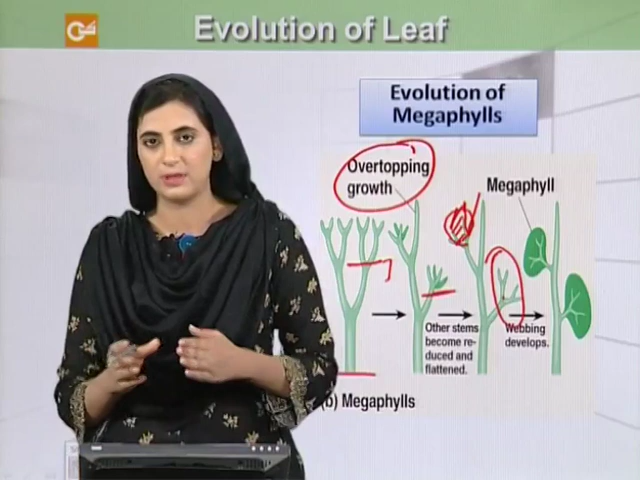 Evolution of Leaf
Evolution of
Megaphylls
Overtopping
growth
Megaphyll
Other stems
become re-
duced and
flattened.
Webbing
develops.
(b) Megaphylls